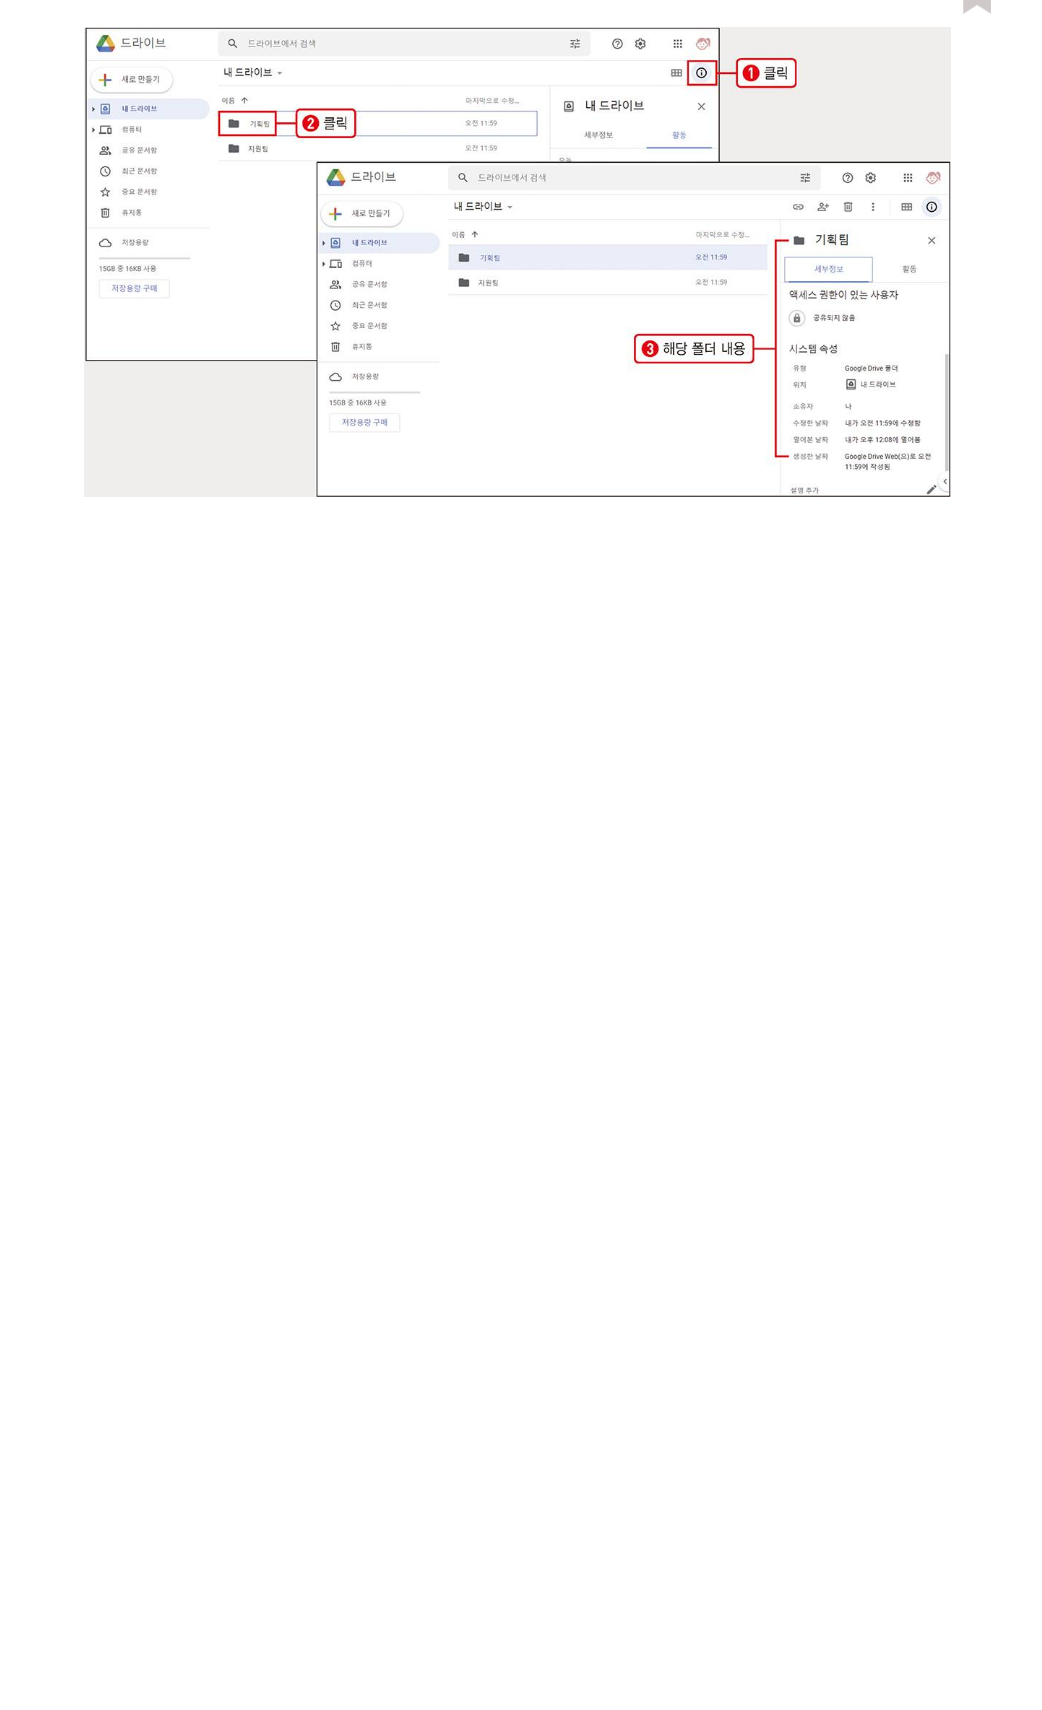 드라이브
드라이브에서 검색
새로 만들기
내 드라이브
컴퓨터
공유 문서함
최근 문서함
중요 문서함
휴지통
저장용량
15GB 중 16KB 사용
저장용량 구매
내 드라이브
이름
마지막으로 수정...
기획팀
오전 11:59
지원팀
오전 11:59
내 드라이브
세부정보
활동
1 클릭
2 클릭
드라이브
드라이브에서 검색
새로 만들기
내 드라이브
컴퓨터
공유 문서함
최근 문서함
중요 문서함
휴지통
저장용량
15GB 중 16KB 사용
저장용량 구매
내 드라이브
이름
마지막으로 수정...
기획팀
오전 11:59
지원팀
오전 11:59
3 해당 폴더 내용
기획팀
세부정보
활동
액세스 권한이 있는 사용자
공유되지 않음
시스템 속성
유형 Google Drive 폴더
위치 내 드라이브
소유자 나
수정한 날짜 내가 오전 11:59에 수정함
열어본 날짜 내가 오후 12:08에 열어봄
생성한 날짜 Google Drive Web(으)로 오전
11:59에 작성됨
설명 추가